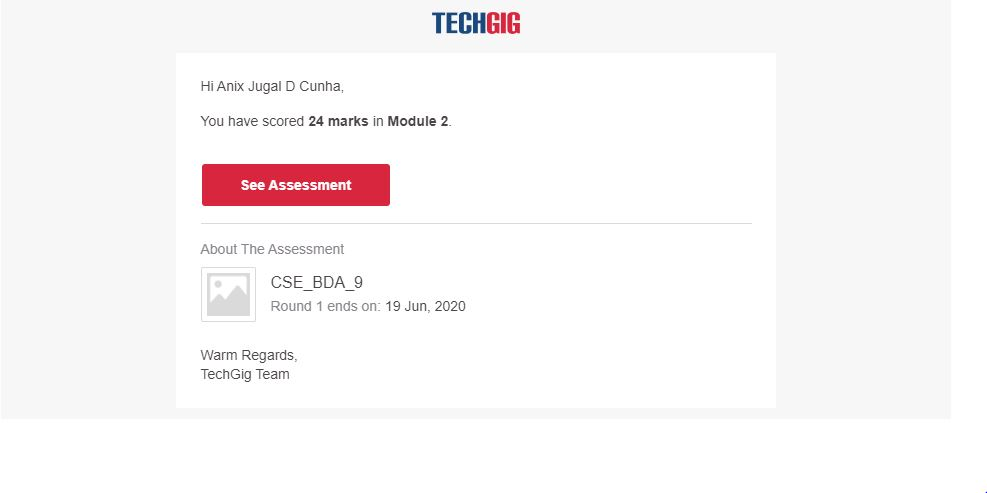 TECHGIG
Hi Anix Jugal D Cunha,
You have scored 24 marks in Module 2.
See Assessment
About The Assessment
CSE_BDA_9
Round 1 ends on: 19 Jun, 2020
Warm Regards,
TechGig Team